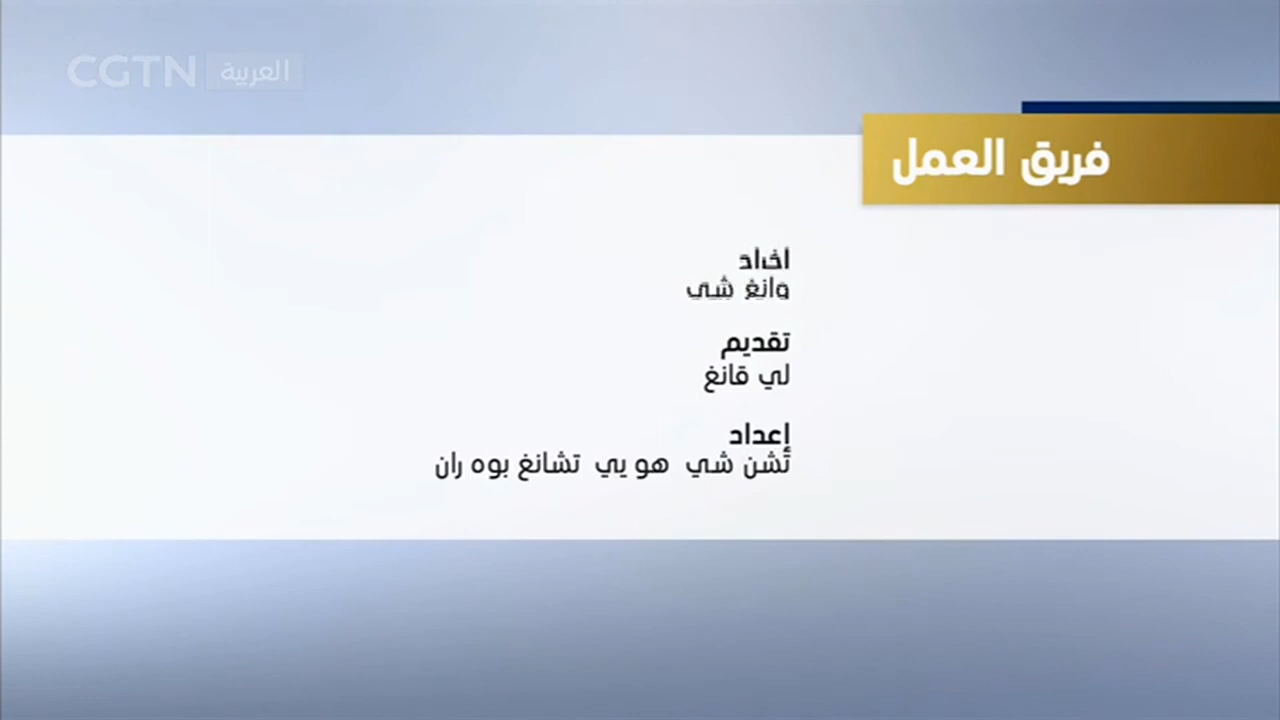 CGTN العربية
فريق العمل
وانغ شي
تقديم
لي قانغ
إعداد
تشن شي هو يي تشانغ بوه ران